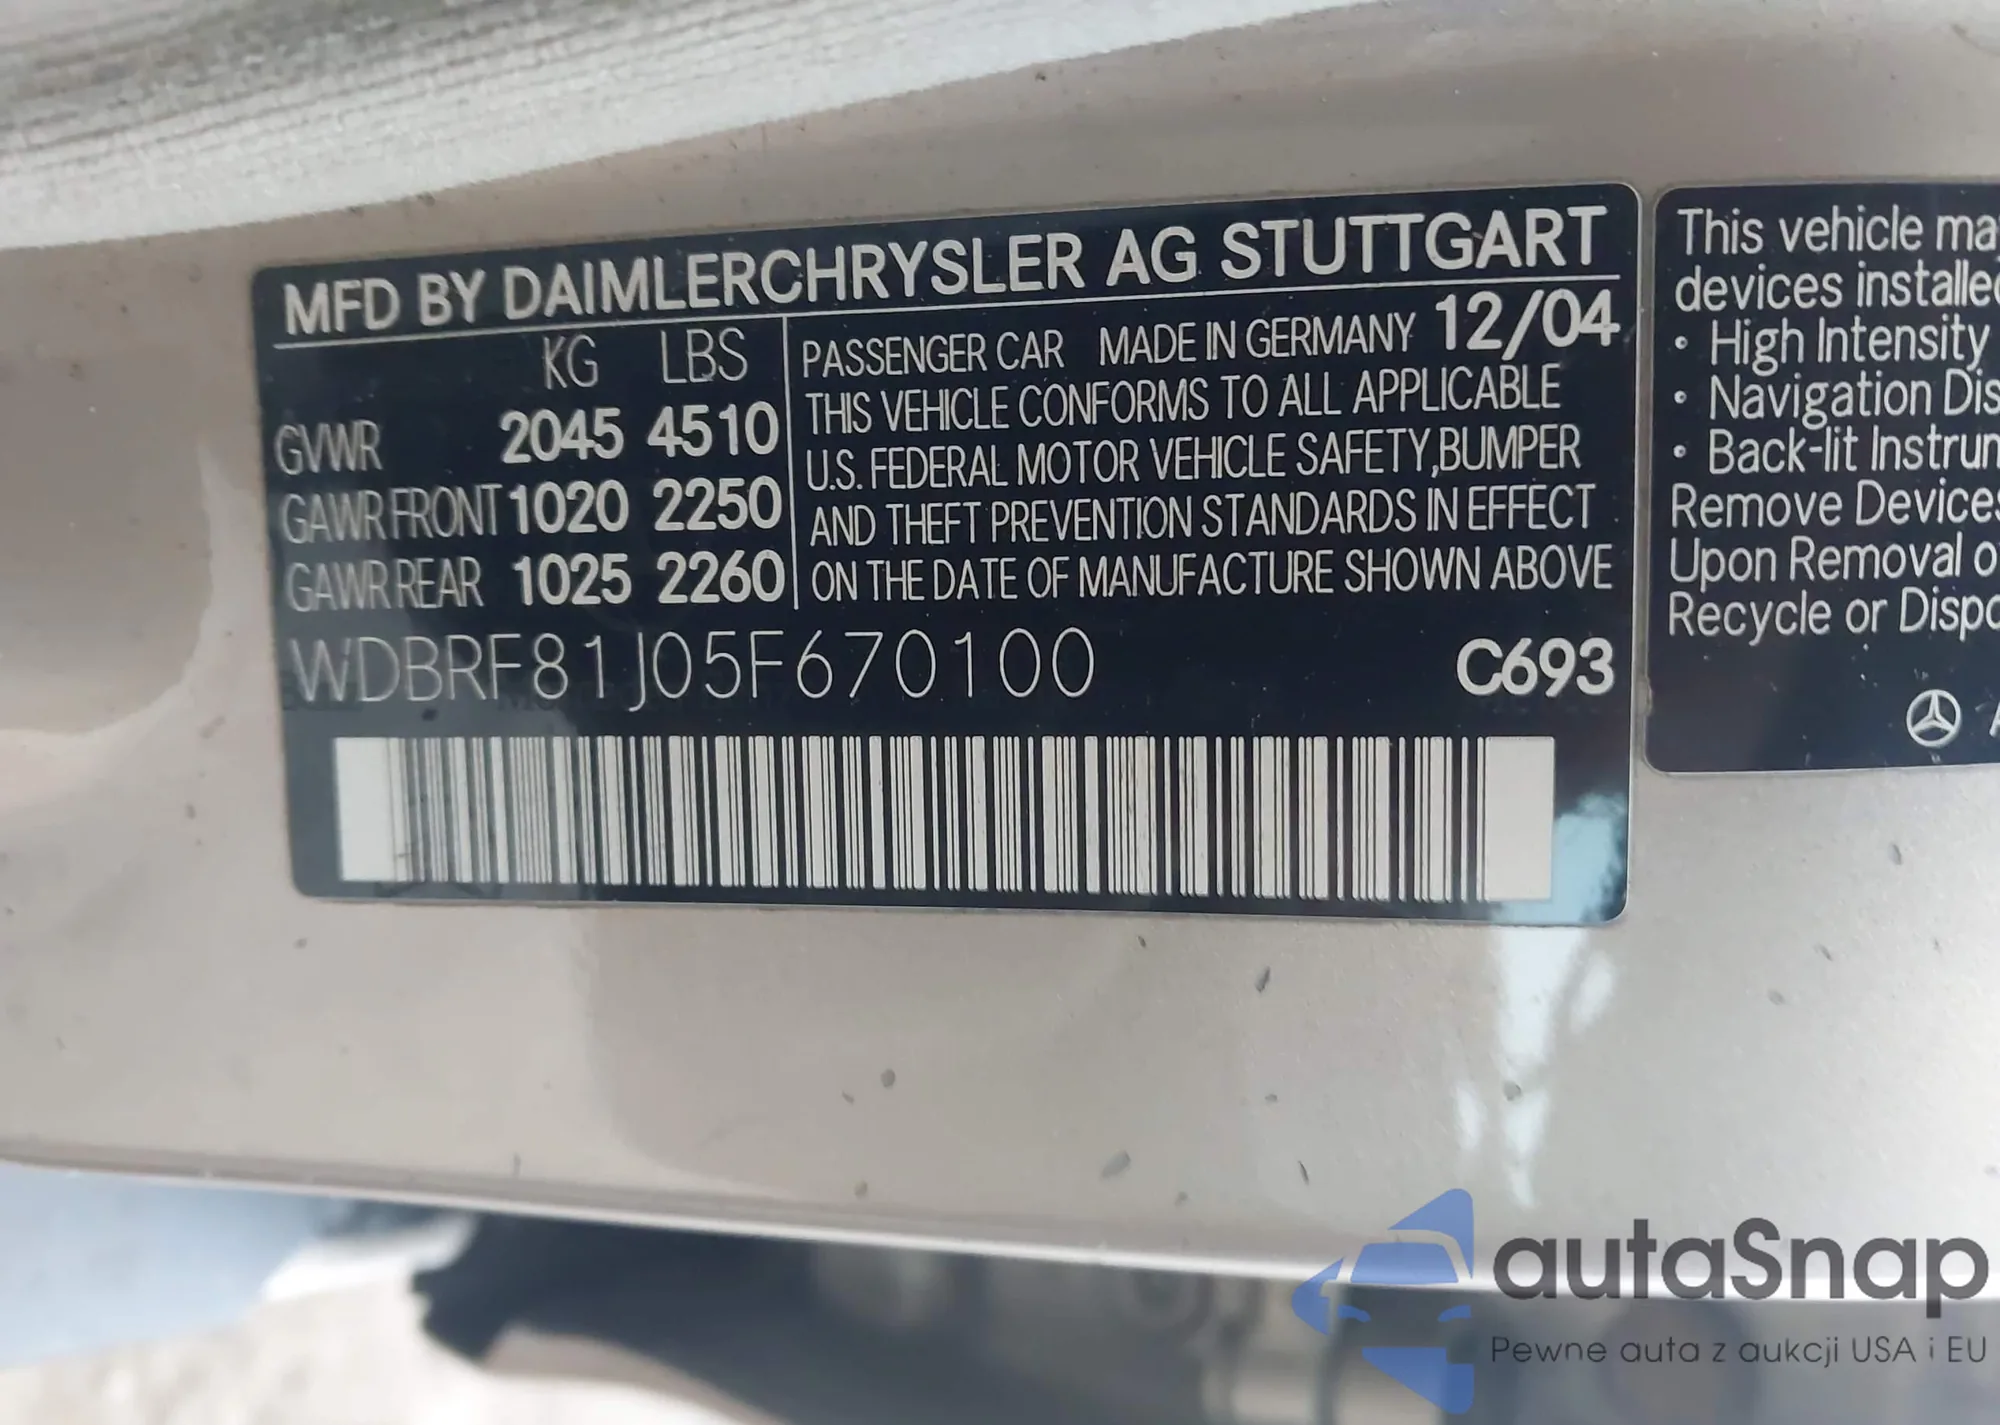 MFD BY DAIMLERCHRYSLER AG STUTTGART
KG LBS
GVWR 2045 4510
GAWR FRONT 1020 2250
GAWR REAR 1025 2260
PASSENGER CAR MADE IN GERMANY 12/04
THIS VEHICLE CONFORMS TO ALL APPLICABLE
U.S. FEDERAL MOTOR VEHICLE SAFETY,BUMPER
AND THEFT PREVENTION STANDARDS IN EFFECT
ON THE DATE OF MANUFACTURE SHOWN ABOVE
WDBRF81J05F670100 C693
This vehicle
devices
• High Intensity
• Navigation
• Back-lit
Remove
Upon Removal
Recycle or
autaSnap
Pewne auta z aukcji USA i EU